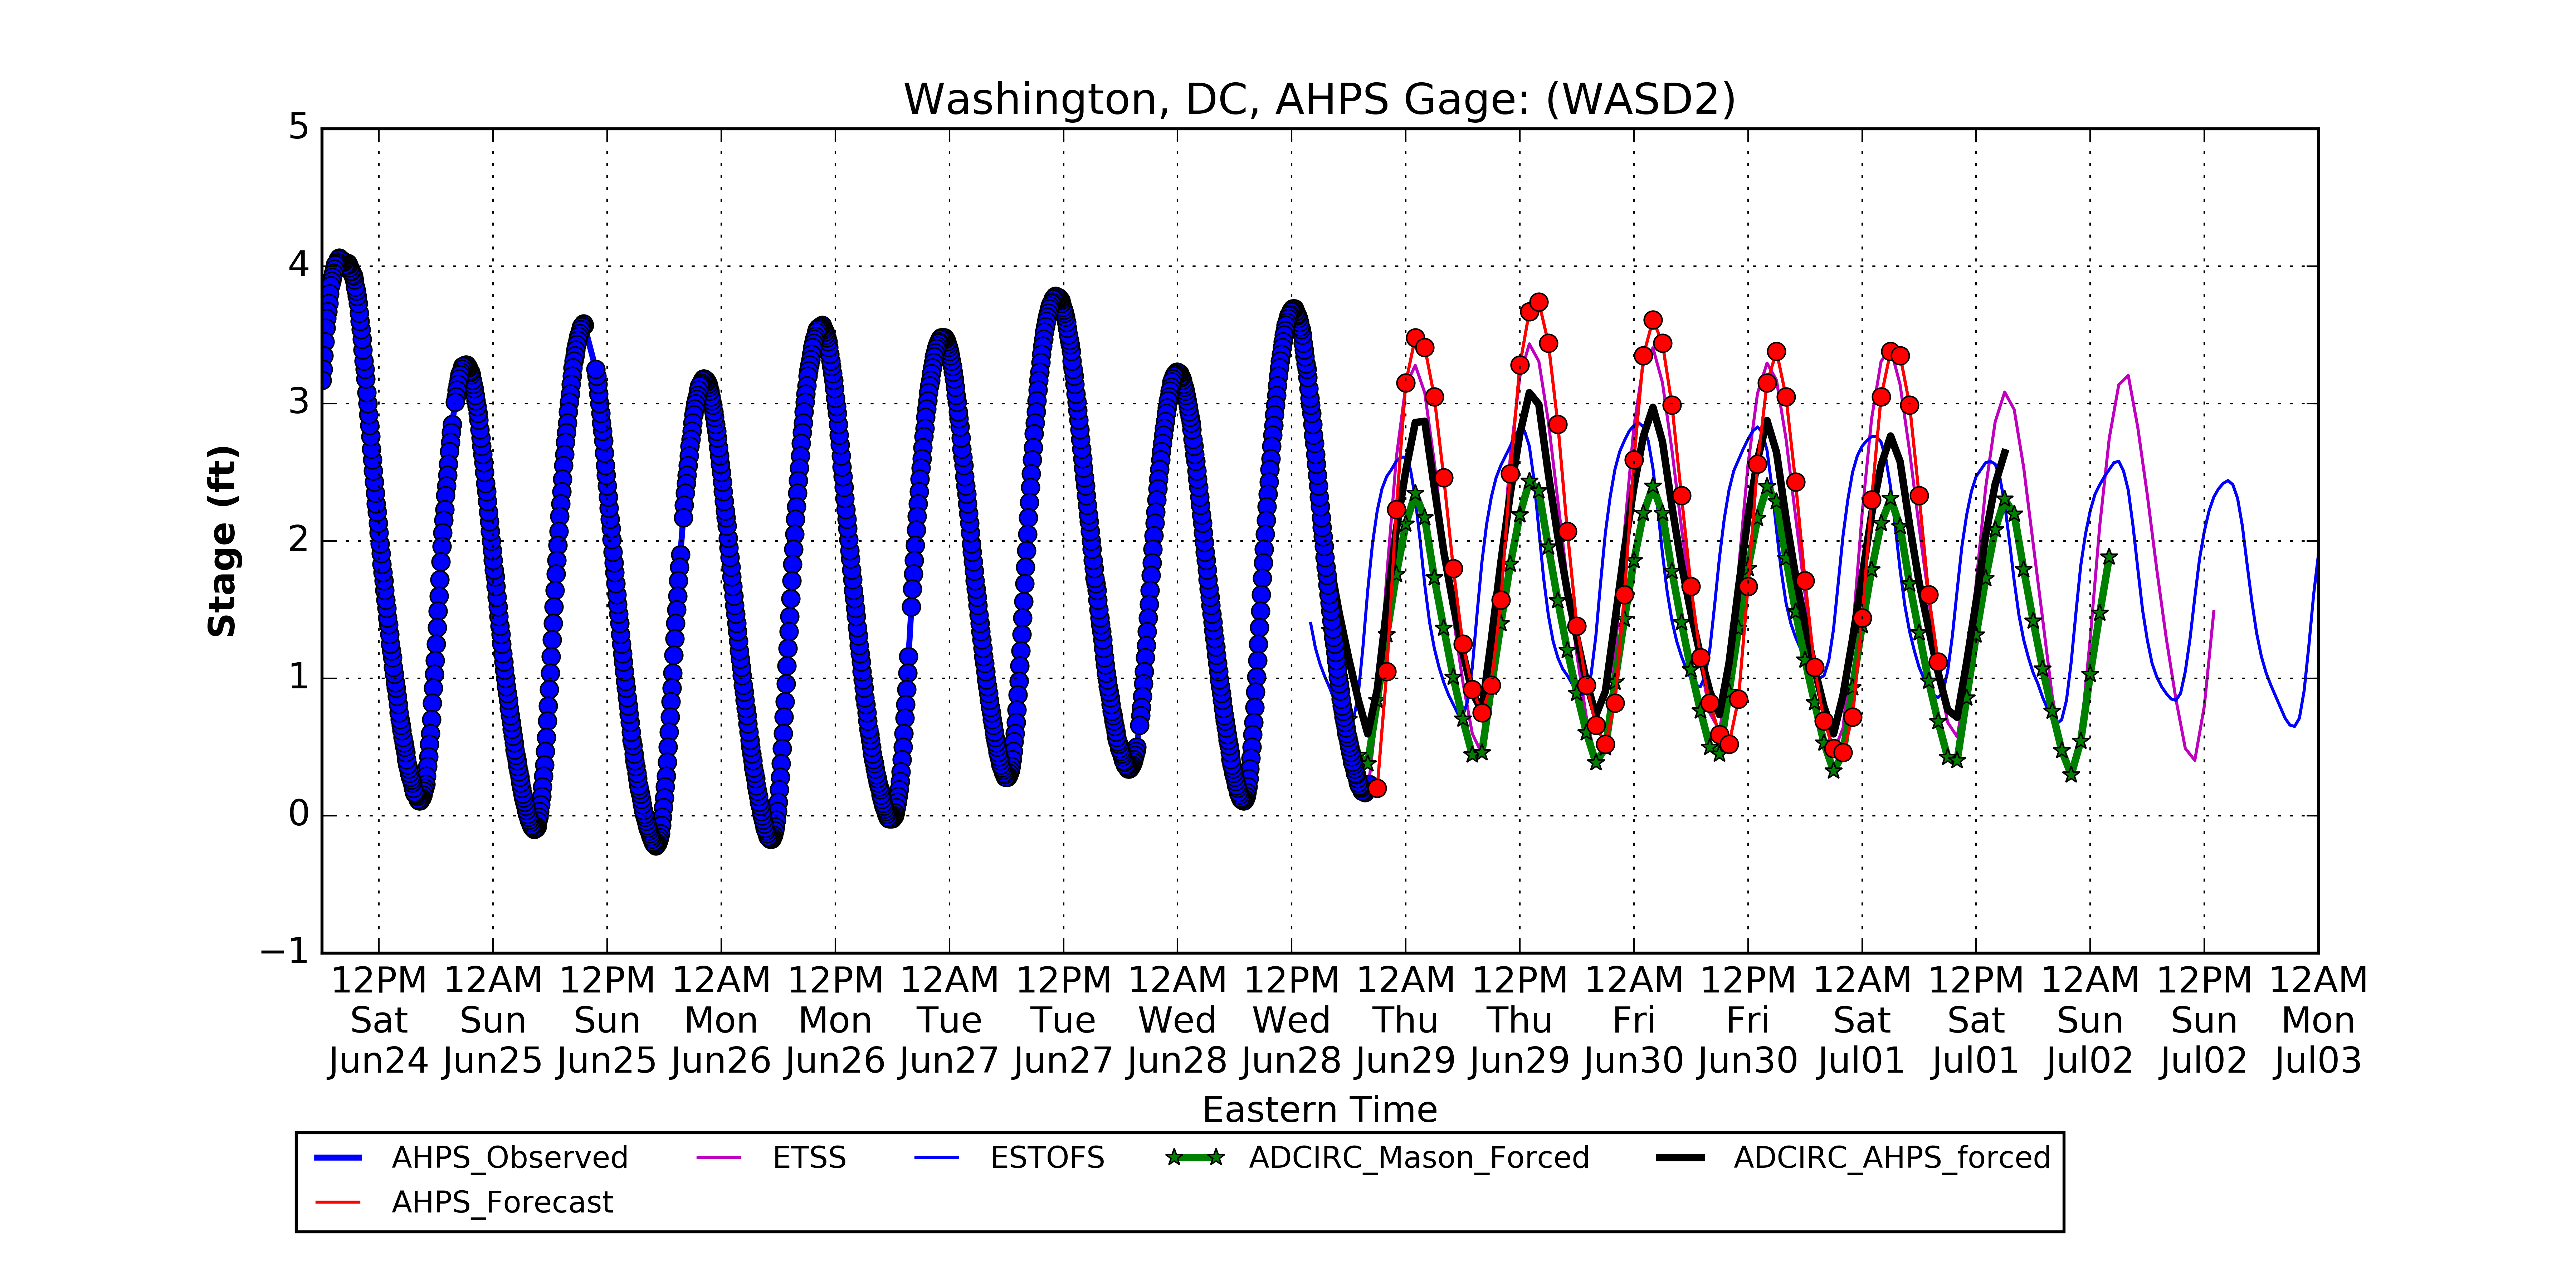 Washington, DC, AHPS Gage: (WASD2)
5
4
3
2
1
0
−1
Stage (ft)
12PM 12AM 12PM 12AM 12PM 12AM 12PM 12AM 12PM 12AM 12PM 12AM 12PM 12AM 12PM 12AM 12PM 12AM
Sat Sun Sun Mon Mon Tue Tue Wed Wed Thu Thu Fri Fri Sat Sat Sun Sun Mon
Jun24 Jun25 Jun25 Jun26 Jun26 Jun27 Jun27 Jun28 Jun28 Jun29 Jun29 Jun30 Jun30 Jul01 Jul01 Jul02 Jul02 Jul03
Eastern Time
AHPS_Observed ETSS ESTOFS ADCIRC_Mason_Forced ADCIRC_AHPS_forced
AHPS_Forecast